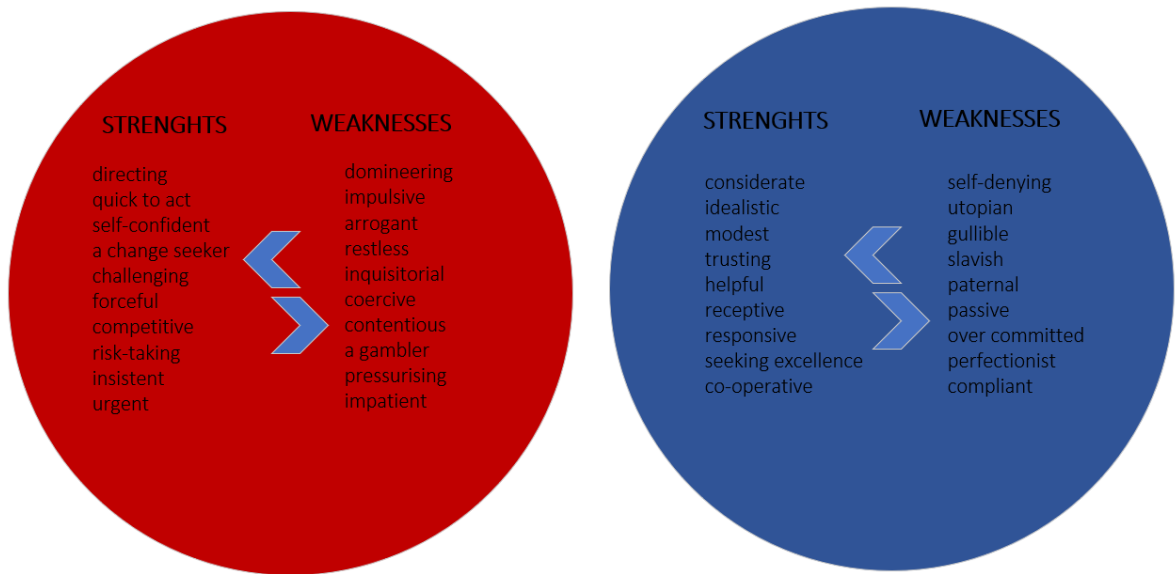 STRENGHTS
WEAKNESSES
directing
quick to act
self-confident
a change seeker
challenging
forceful
competitive
risk-taking
insistent
urgent
domineering
impulsive
arrogant
restless
inquisitorial
coercive
contentious
a gambler
pressurising
impatient
STRENGHTS
WEAKNESSES
considerate
idealistic
modest
trusting
helpful
receptive
responsive
seeking excellence
co-operative
self-denying
utopian
gullible
slavish
paternal
passive
over committed
perfectionist
compliant